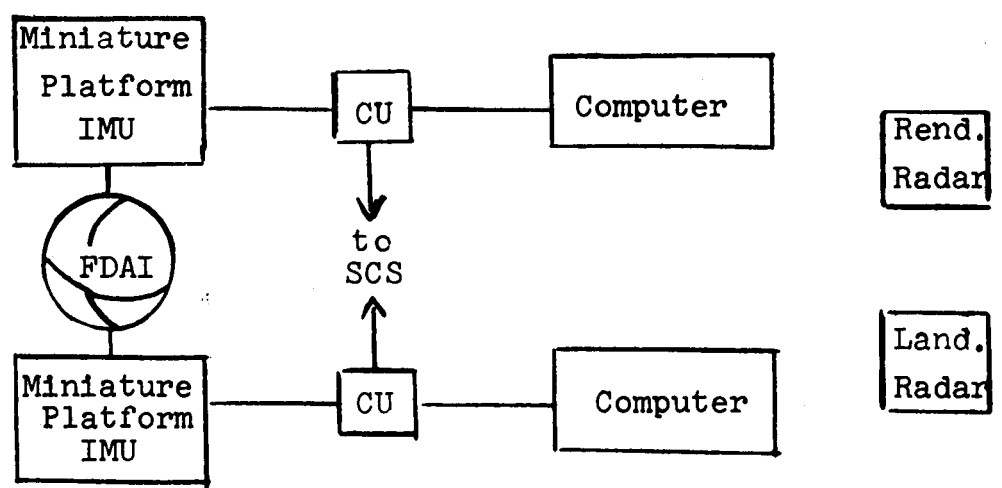 Miniature
Platform
IMU
CU
Computer
Rend.
Radar
FDAI
to
SCS
Land.
Radar
Miniature
Platform
IMU
CU
Computer